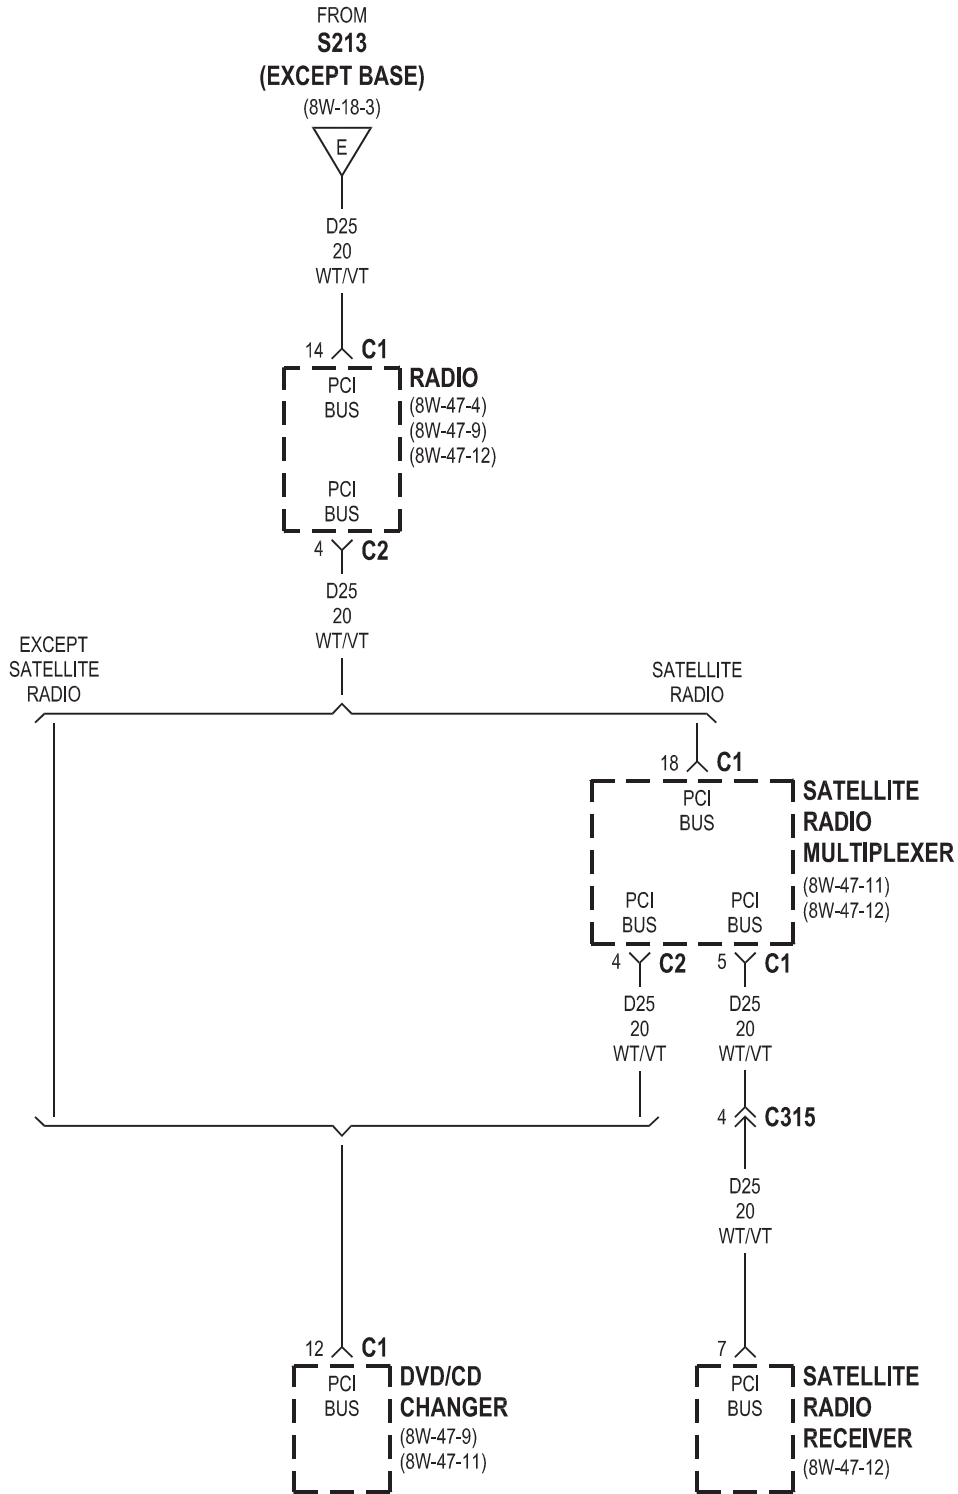 FROM
S213
(EXCEPT BASE)
(8W-18-3)
E
D25
20
WT/VT
14 C1
RADIO
(8W-47-4)
(8W-47-9)
(8W-47-12)
PCI
BUS
PCI
BUS
4 C2
D25
20
WT/VT
EXCEPT
SATELLITE
RADIO
SATELLITE
RADIO
18 C1
PCI
BUS
SATELLITE
RADIO
MULTIPLEXER
(8W-47-11)
(8W-47-12)
PCI
BUS
PCI
BUS
4 C2
5 C1
D25
20
WT/VT
D25
20
WT/VT
4 C315
D25
20
WT/VT
12 C1
PCI
BUS
DVD/CD
CHANGER
(8W-47-9)
(8W-47-11)
7
PCI
BUS
SATELLITE
RADIO
RECEIVER
(8W-47-12)